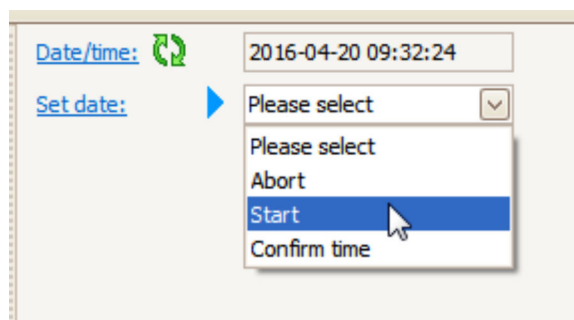 Date/time: 2016-04-20 09:32:24
Set date: Please select
Please select
Abort
Start
Confirm time